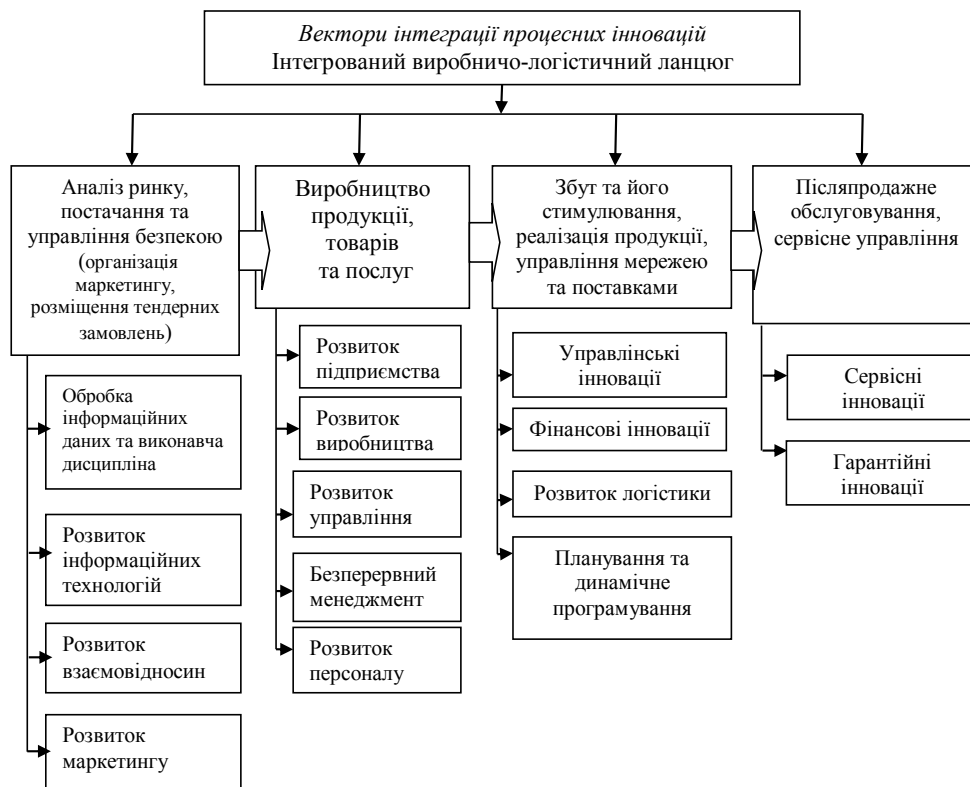 Вектори інтеграції процесних інновацій
Інтегрований виробничо-логістичний ланцюг
Аналіз ринку,
постачання та
управління безпекою
(організація
маркетингу,
розміщення тендерних
замовлень)
Обробка
інформаційних
даних та виконавча
дисципліна
Розвиток
інформаційних
технологій
Розвиток
взаємовідносин
Розвиток
маркетингу
Виробництво
продукції,
товарів
та послуг
Розвиток
підприємства
Розвиток
виробництва
Розвиток
управління
Безперервний
менеджмент
Розвиток
персоналу
Збут та його
стимулювання,
реалізація продукції,
управління мережею
та поставками
Управлінські
інновації
Фінансові інновації
Розвиток логістики
Планування та
динамічне
програмування
Післяпродажне
обслуговування,
сервісне управління
Сервісні
інновації
Гарантійні
інновації